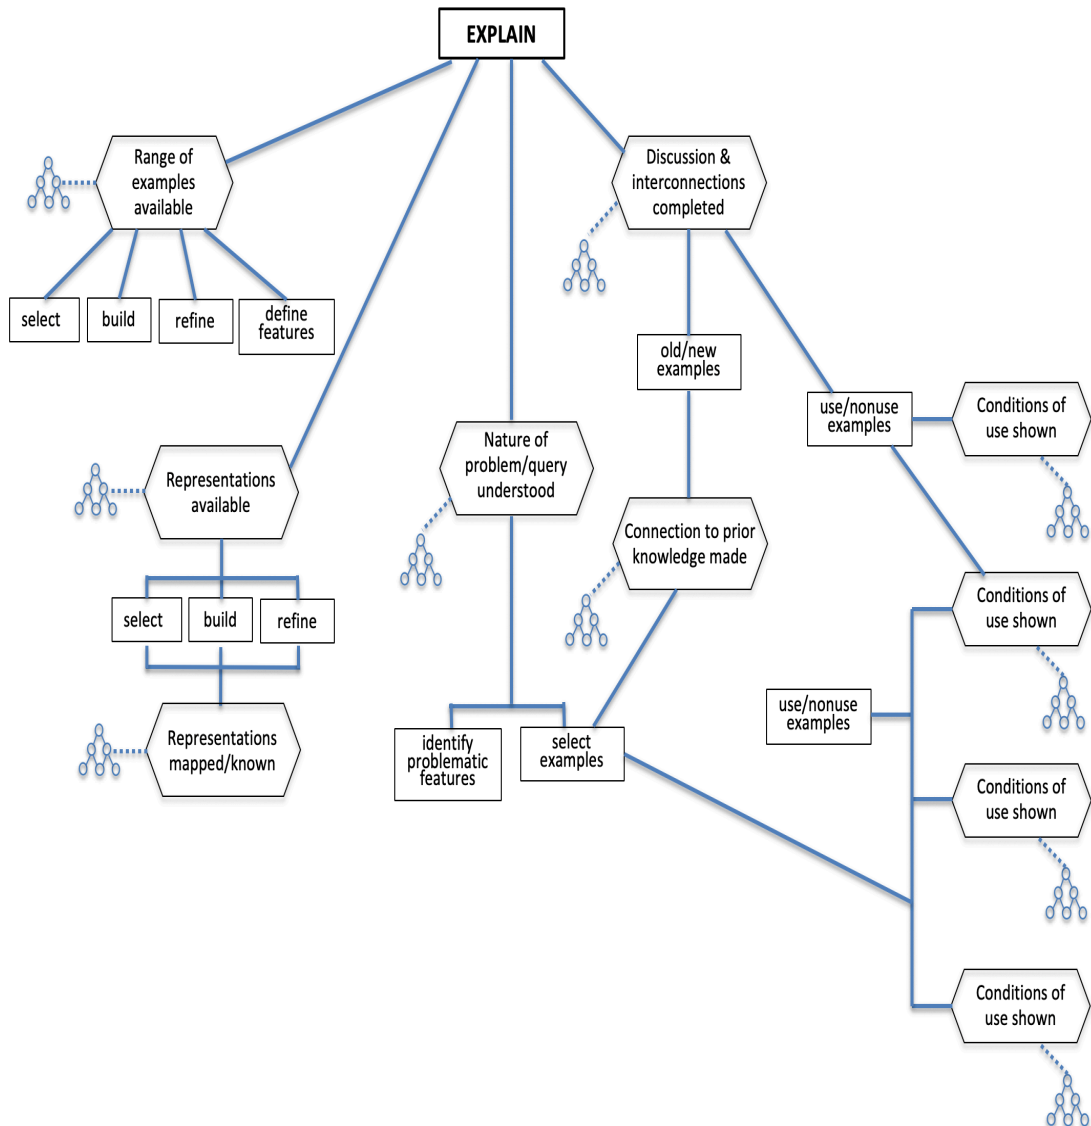 EXPLAIN
Range of
examples
available
Discussion &
interconnections
completed
select
build
refine
define
features
old/new
examples
use/nonuse
examples
Conditions of
use shown
Representations
available
Nature of
problem/query
understood
Connection to prior
knowledge made
select
build
refine
Conditions of
use shown
use/nonuse
examples
Representations
mapped/known
identify
problematic
features
select
examples
Conditions of
use shown
Conditions of
use shown